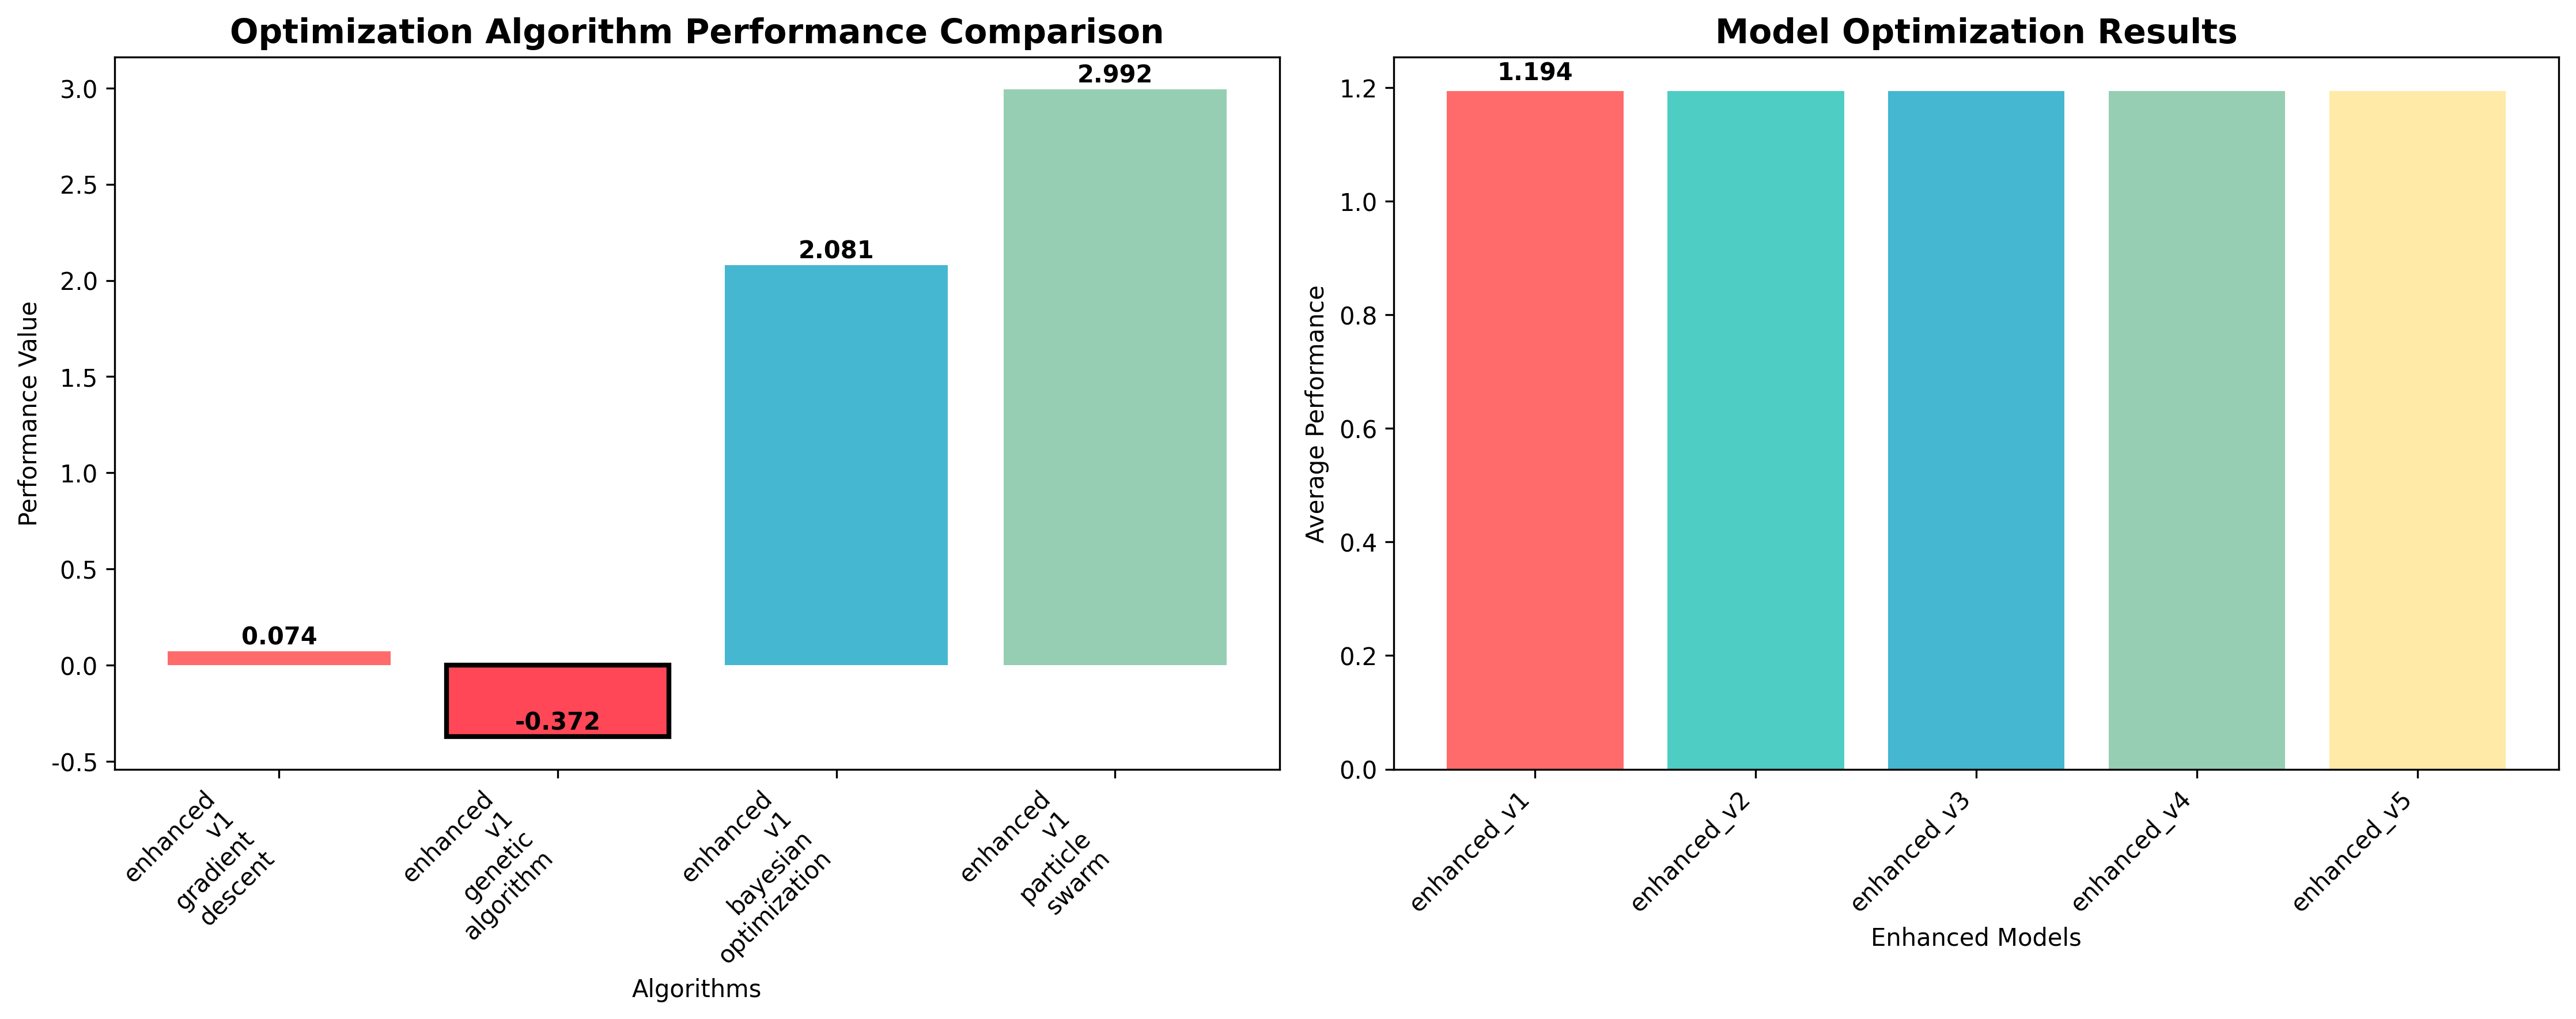 Optimization Algorithm Performance Comparison
Performance Value
3.0
2.5
2.0
1.5
1.0
0.5
0.0
-0.5
0.074
-0.372
2.081
2.992
enhanced
v1
gradient
descent
enhanced
v1
genetic
algorithm
enhanced
v1
bayesian
optimization
enhanced
v1
particle
swarm
Algorithms
Model Optimization Results
Average Performance
1.2
1.0
0.8
0.6
0.4
0.2
0.0
1.194
enhanced_v1
enhanced_v2
enhanced_v3
enhanced_v4
enhanced_v5
Enhanced Models